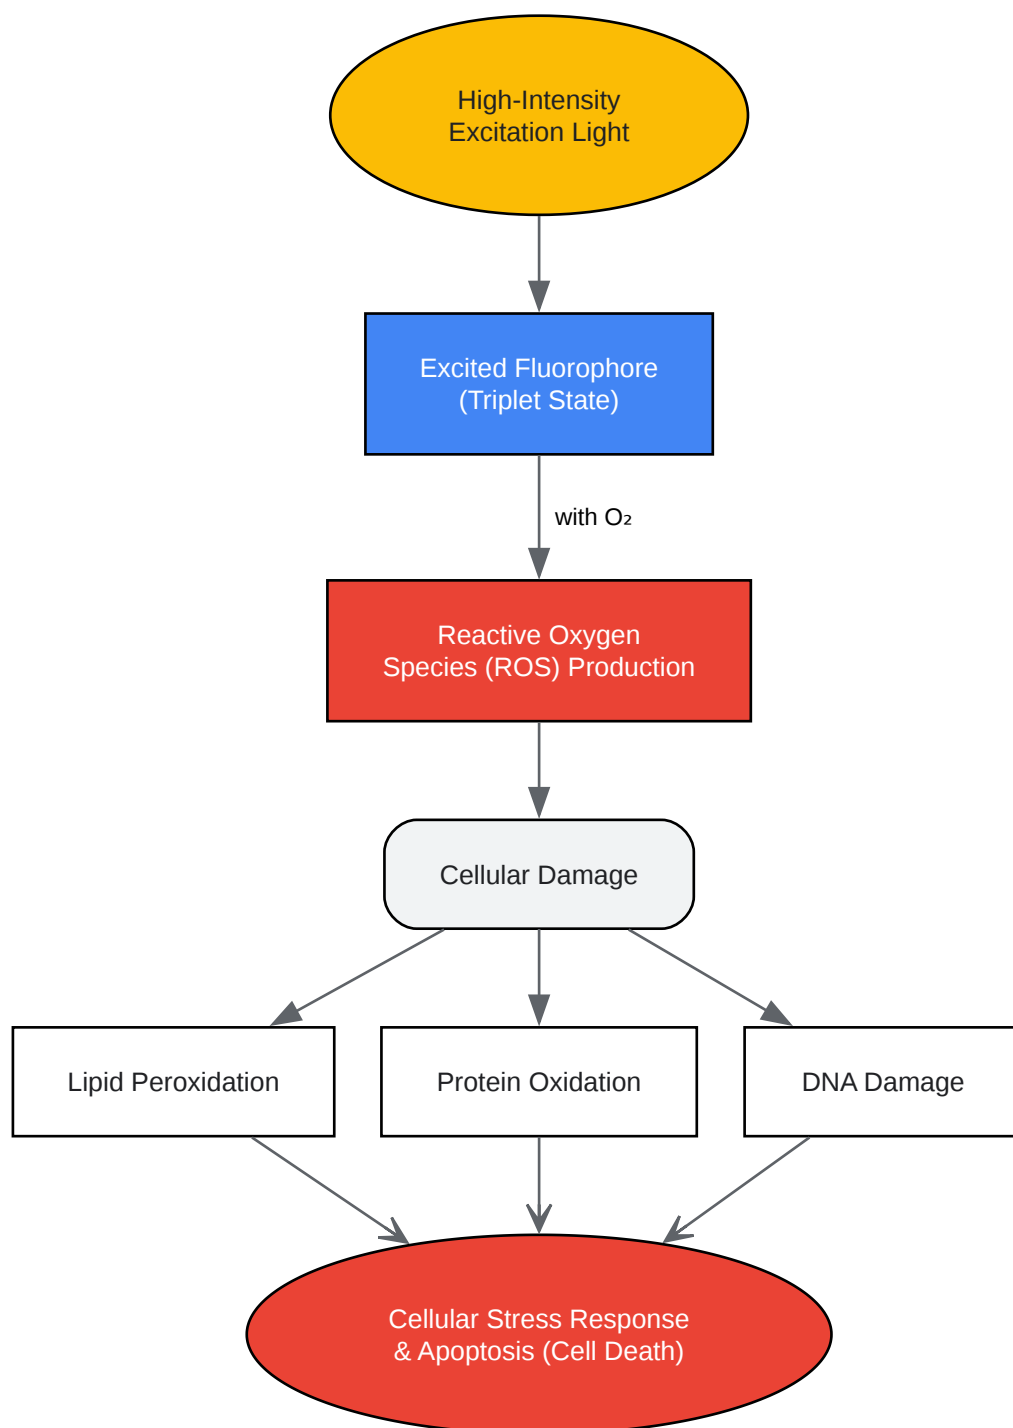 High-Intensity
Excitation Light
Excited Fluorophore
(Triplet State)
with O₂
Reactive Oxygen
Species (ROS) Production
Cellular Damage
Lipid Peroxidation
Protein Oxidation
DNA Damage
Cellular Stress Response
& Apoptosis (Cell Death)